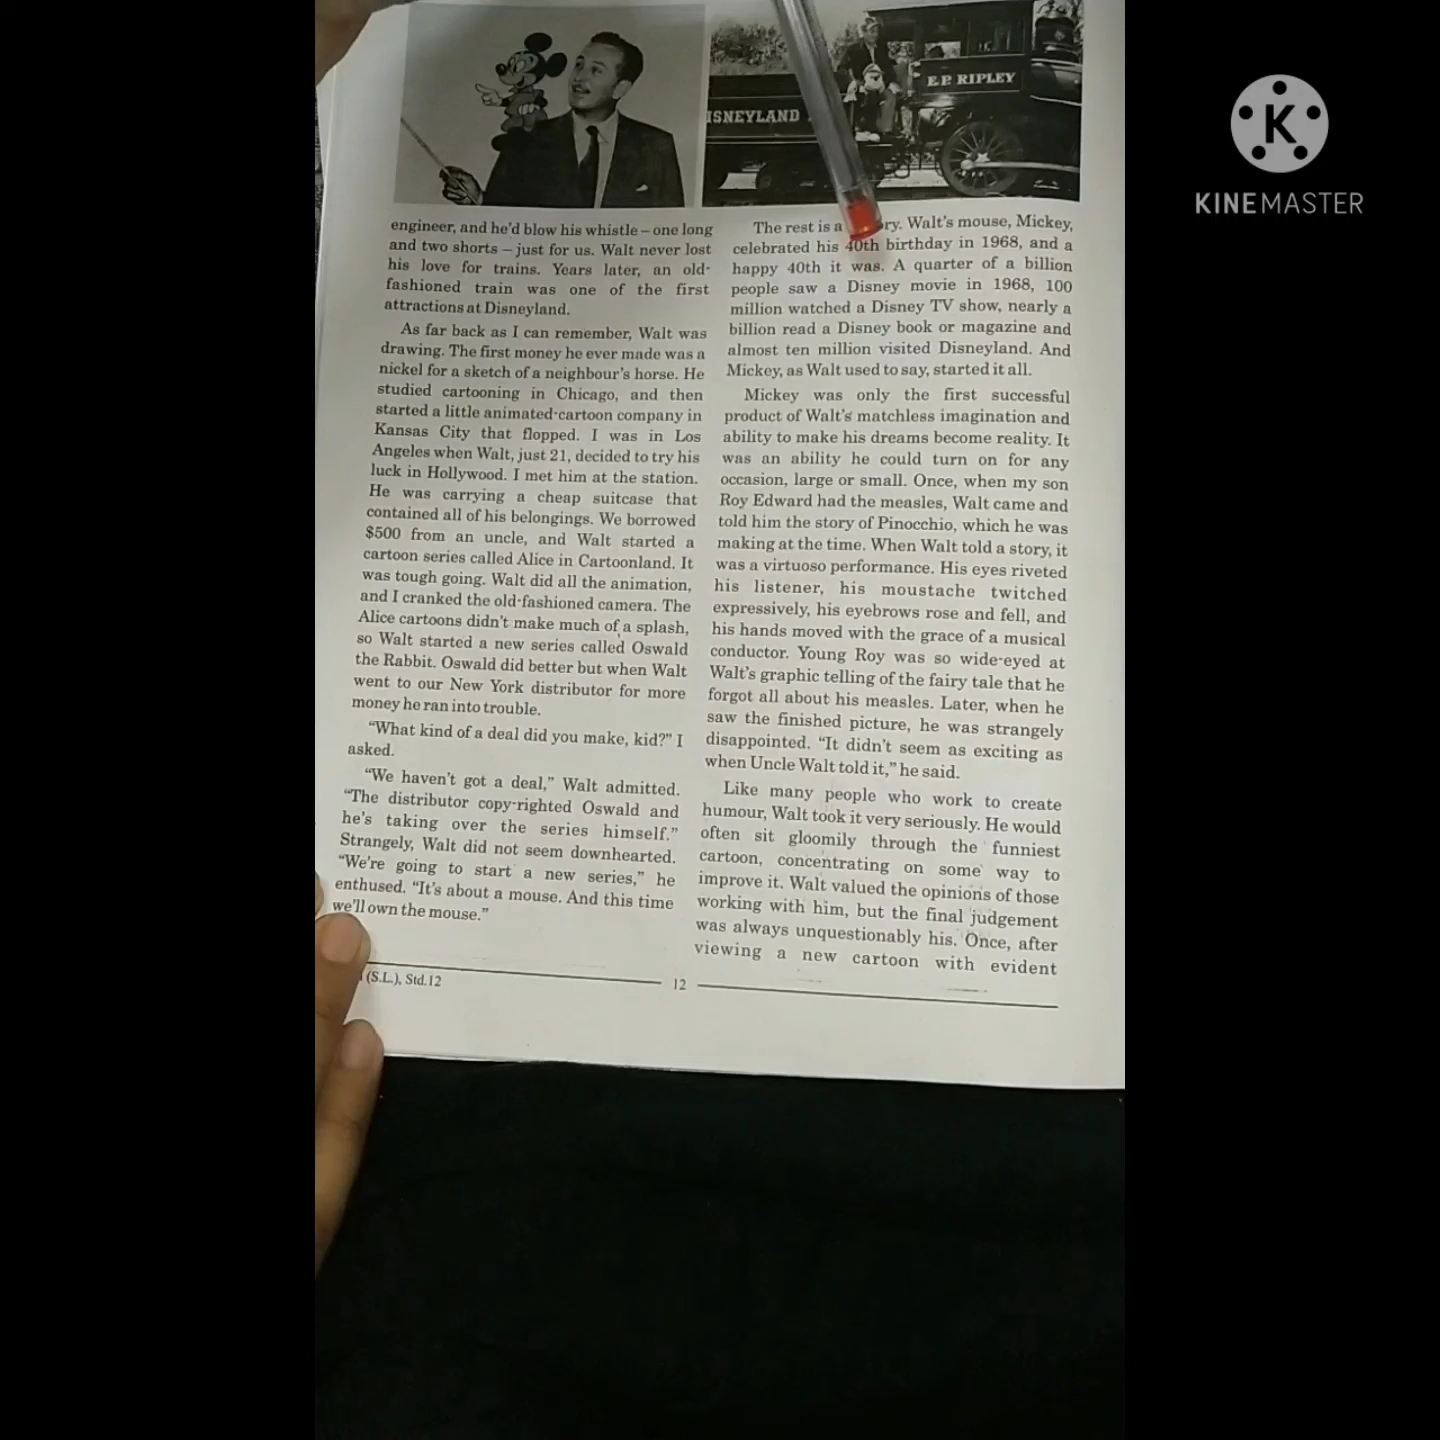 ISNEYLAND
E.P. RIPLEY
KINEMASTER
engineer, and he'd blow his whistle – one long
and two shorts – just for us. Walt never lost
his love for trains. Years later, an old-
fashioned train was one of the first
attractions at Disneyland.
As far back as I can remember, Walt was
drawing. The first money he ever made was a
nickel for a sketch of a neighbour's horse. He
studied cartooning in Chicago, and then
started a little animated-cartoon company in
Kansas City that flopped. I was in Los
Angeles when Walt, just 21, decided to try his
luck in Hollywood. I met him at the station.
He was carrying a cheap suitcase that
contained all of his belongings. We borrowed
$500 from an uncle, and Walt started a
cartoon series called Alice in Cartoonland. It
was tough going. Walt did all the animation,
and I cranked the old-fashioned camera. The
Alice cartoons didn't make much of a splash,
so Walt started a new series called Oswald
the Rabbit. Oswald did better but when Walt
went to our New York distributor for more
money he ran into trouble.
"What kind of a deal did you make, kid?" I
asked.
"We haven't got a deal," Walt admitted.
"The distributor copy-righted Oswald and
he's taking over the series himself."
Strangely, Walt did not seem downhearted.
"We're going to start a new series," he
enthused. "It's about a mouse. And this time
we'll own the mouse."
The rest is a ry. Walt's mouse, Mickey,
celebrated his 40th birthday in 1968, and a
happy 40th it was. A quarter of a billion
people saw a Disney movie in 1968, 100
million watched a Disney TV show, nearly a
billion read a Disney book or magazine and
almost ten million visited Disneyland. And
Mickey, as Walt used to say, started it all.
Mickey was only the first successful
product of Walt's matchless imagination and
ability to make his dreams become reality. It
was an ability he could turn on for any
occasion, large or small. Once, when my son
Roy Edward had the measles, Walt came and
told him the story of Pinocchio, which he was
making at the time. When Walt told a story, it
was a virtuoso performance. His eyes riveted
his listener, his moustache twitched
expressively, his eyebrows rose and fell, and
his hands moved with the grace of a musical
conductor. Young Roy was so wide-eyed at
Walt's graphic telling of the fairy tale that he
forgot all about his measles. Later, when he
saw the finished picture, he was strangely
disappointed. "It didn't seem as exciting as
when Uncle Walt told it," he said.
Like many people who work to create
humour, Walt took it very seriously. He would
often sit gloomily through the funniest
cartoon, concentrating on some way to
improve it. Walt valued the opinions of those
working with him, but the final judgement
was always unquestionably his. Once, after
viewing a new cartoon with evident
(S.L.), Std.12
12